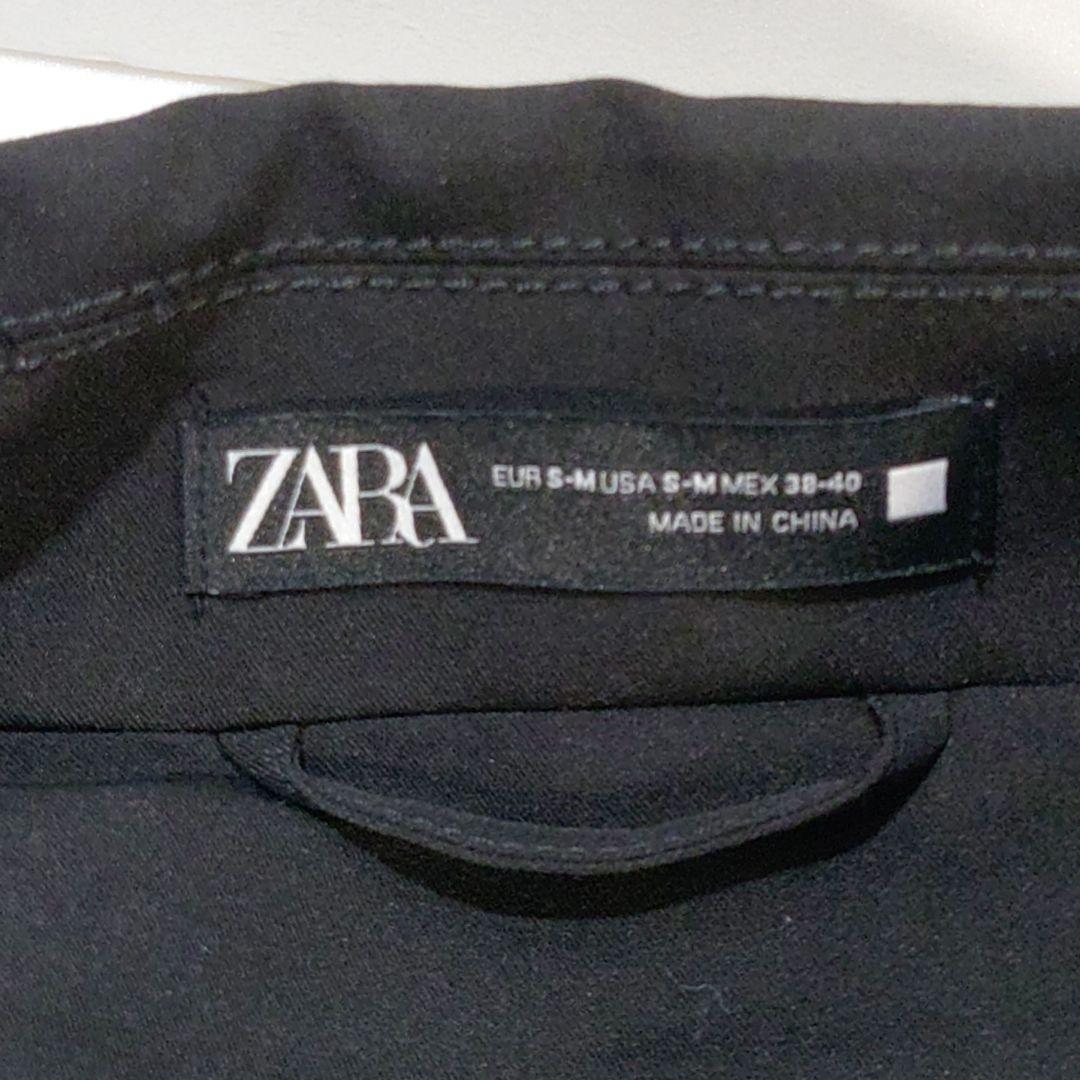 ZARA
EUR S-M USA S-M MEX 38-40
MADE IN CHINA